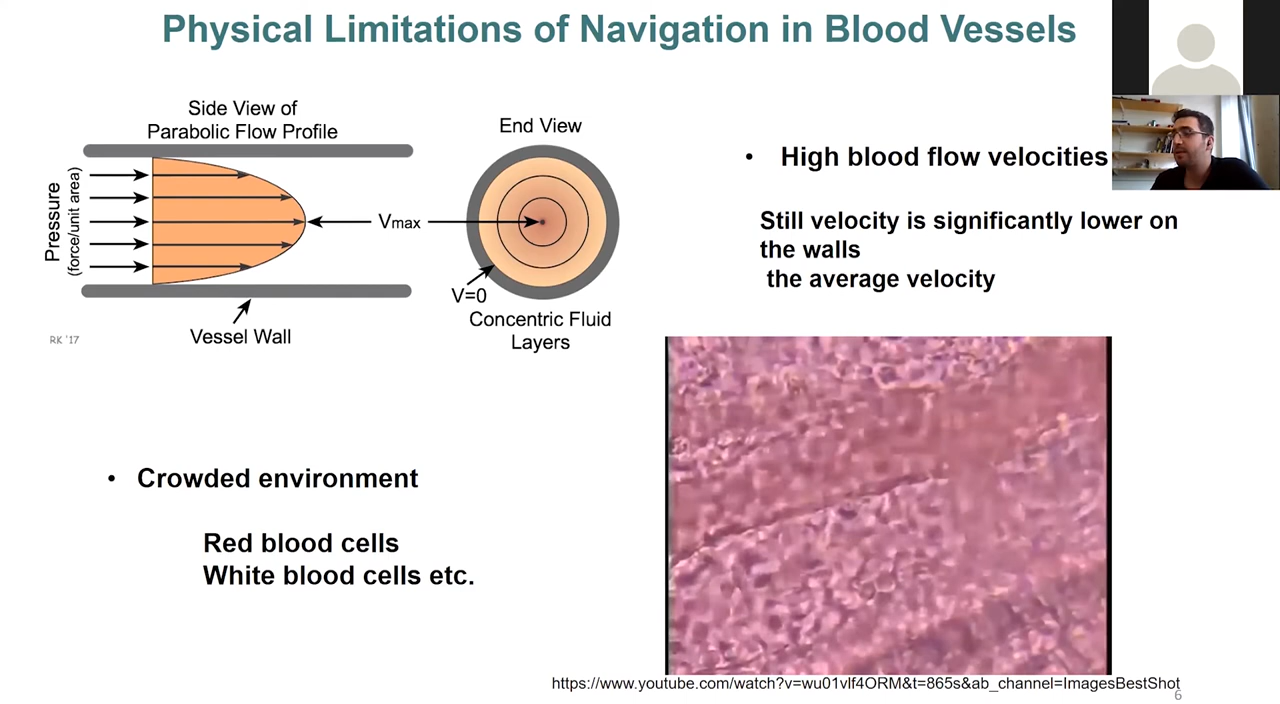 Physical Limitations of Navigation in Blood Vessels
Side View of
Parabolic Flow Profile
End View
Pressure
(force/unit area)
Vmax
V=0
Vessel Wall
Concentric Fluid
Layers
RK '17
• High blood flow velocities
Still velocity is significantly lower on
the walls
the average velocity
• Crowded environment
Red blood cells
White blood cells etc.
https://www.youtube.com/watch?v=wu01vlf4ORM&t=865s&ab_channel=ImagesBestShot
6